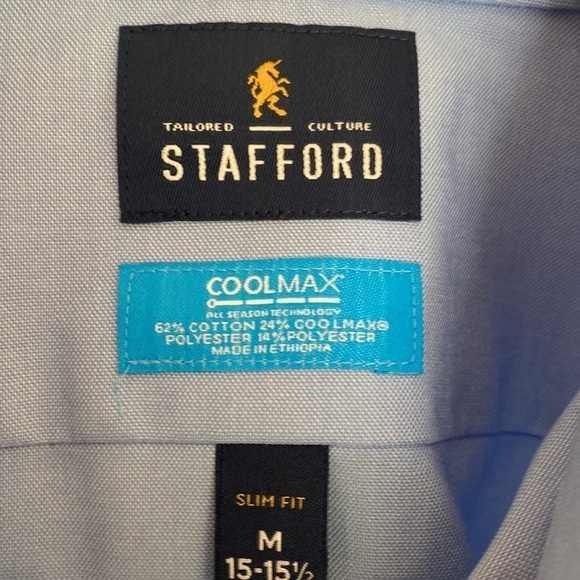 TAILORED CULTURE
STAFFORD
COOLMAX®
ALL SEASON TECHNOLOGY
62% COTTON 24% COOLMAX®
POLYESTER 14% POLYESTER
MADE IN ETHIOPIA
SLIM FIT
M
15-15½